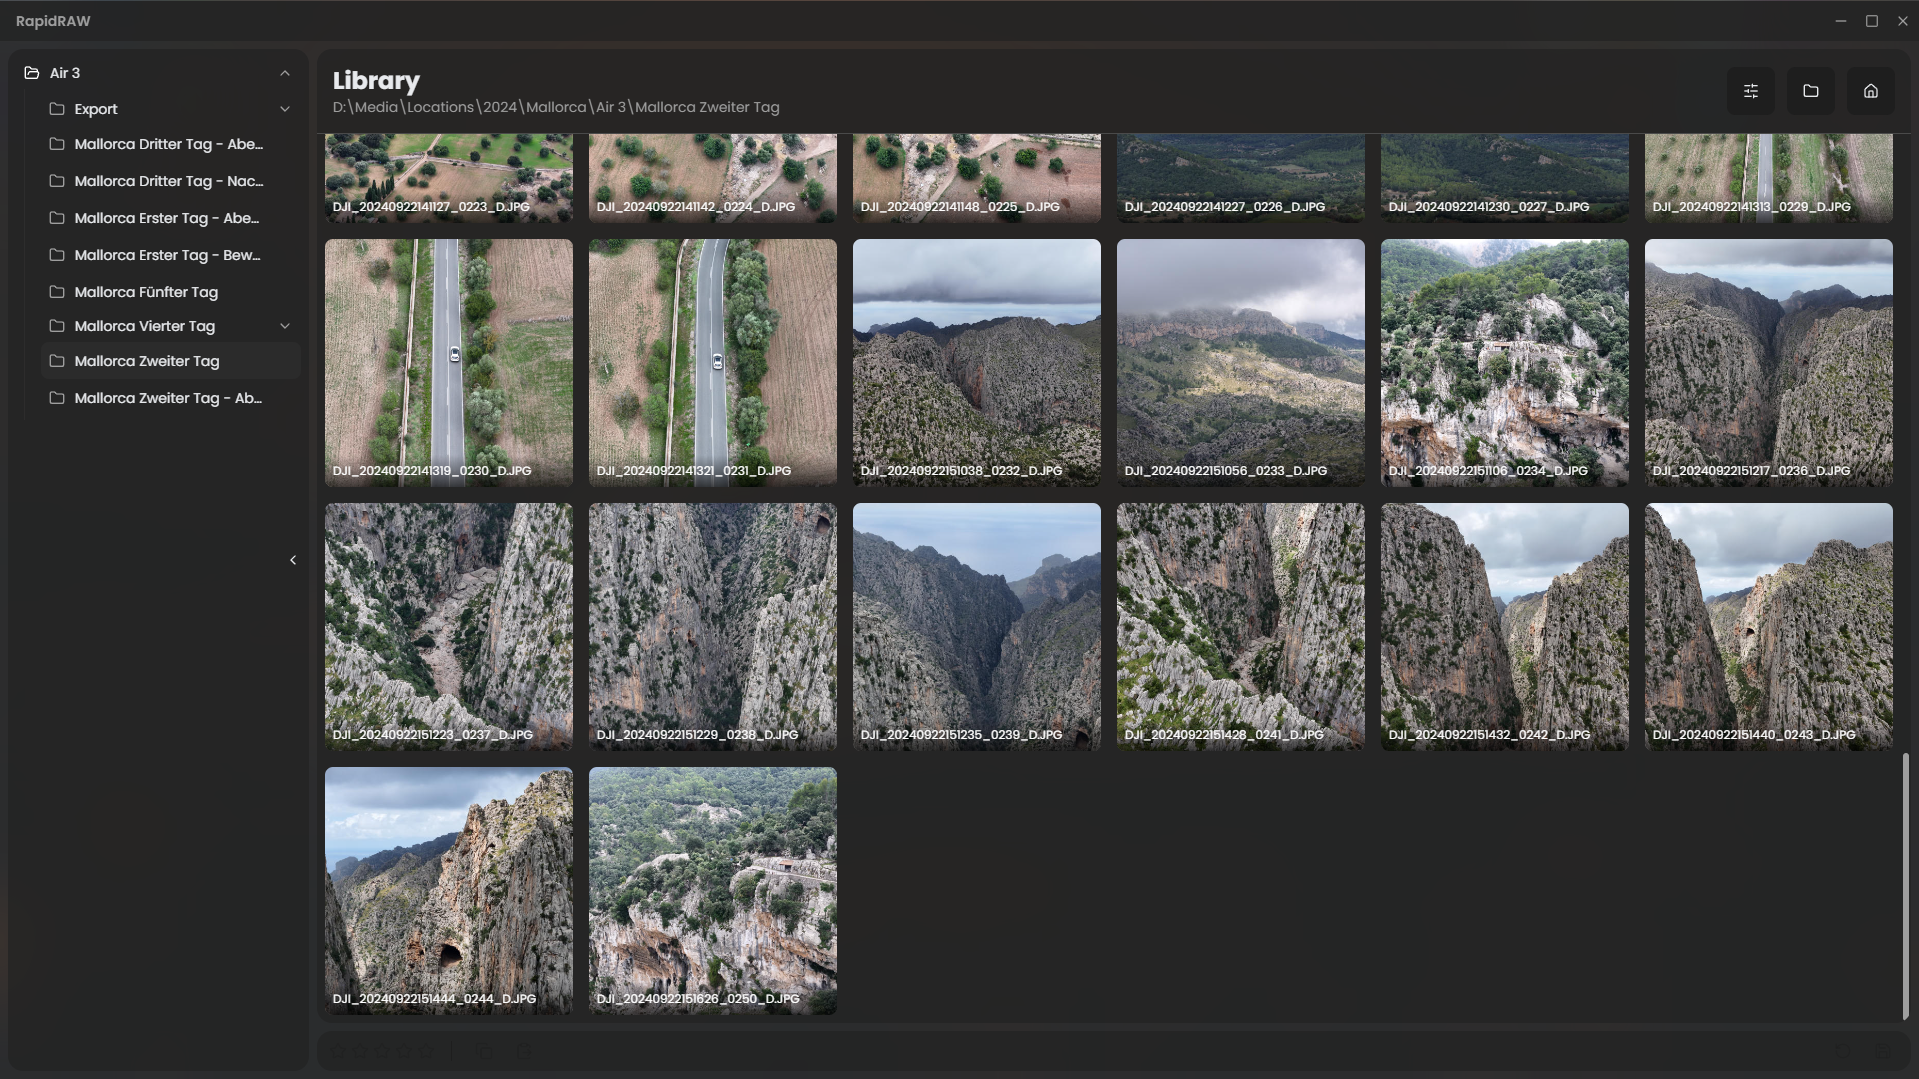 RapidRAW
Air 3
Export
Mallorca Dritter Tag - Abe...
Mallorca Dritter Tag - Nac...
Mallorca Erster Tag - Abe...
Mallorca Erster Tag - Bew...
Mallorca Fünfter Tag
Mallorca Vierter Tag
Mallorca Zweiter Tag
Mallorca Zweiter Tag - Ab...
Library
D:\Media\Locations\2024\Mallorca\Air 3\Mallorca Zweiter Tag
DJI_20240922141127_0223_D.JPG
DJI_20240922141142_0224_D.JPG
DJI_20240922141148_0225_D.JPG
DJI_20240922141227_0226_D.JPG
DJI_20240922141230_0227_D.JPG
DJI_20240922141313_0229_D.JPG
DJI_20240922141319_0230_D.JPG
DJI_20240922141321_0231_D.JPG
DJI_20240922151038_0232_D.JPG
DJI_20240922151056_0233_D.JPG
DJI_20240922151106_0234_D.JPG
DJI_20240922151217_0236_D.JPG
DJI_20240922151223_0237_D.JPG
DJI_20240922151229_0238_D.JPG
DJI_20240922151235_0239_D.JPG
DJI_20240922151428_0241_D.JPG
DJI_20240922151432_0242_D.JPG
DJI_20240922151440_0243_D.JPG
DJI_20240922151444_0244_D.JPG
DJI_20240922151626_0250_D.JPG